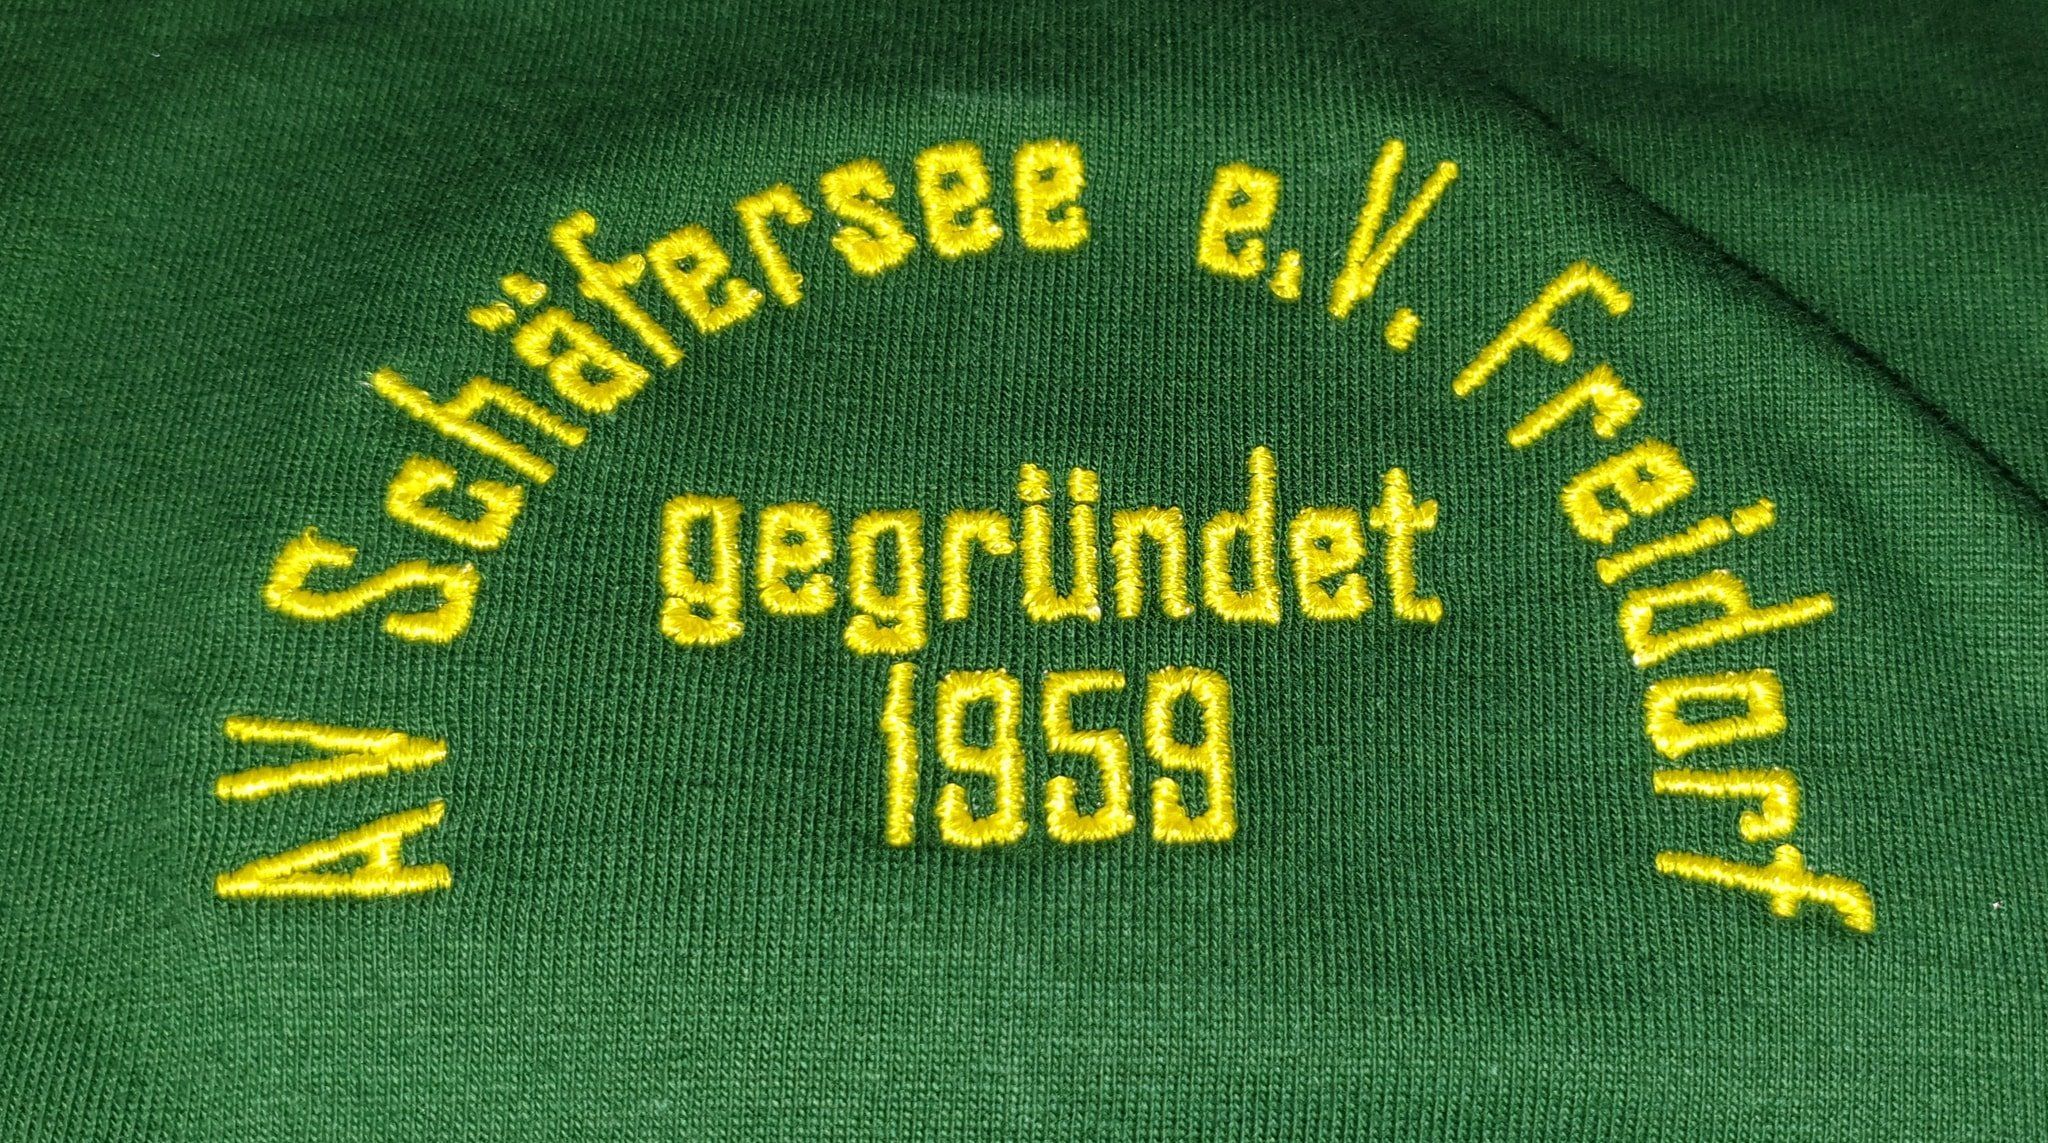 AV Schäfersee e.V. Freidorf
gegründet
1959